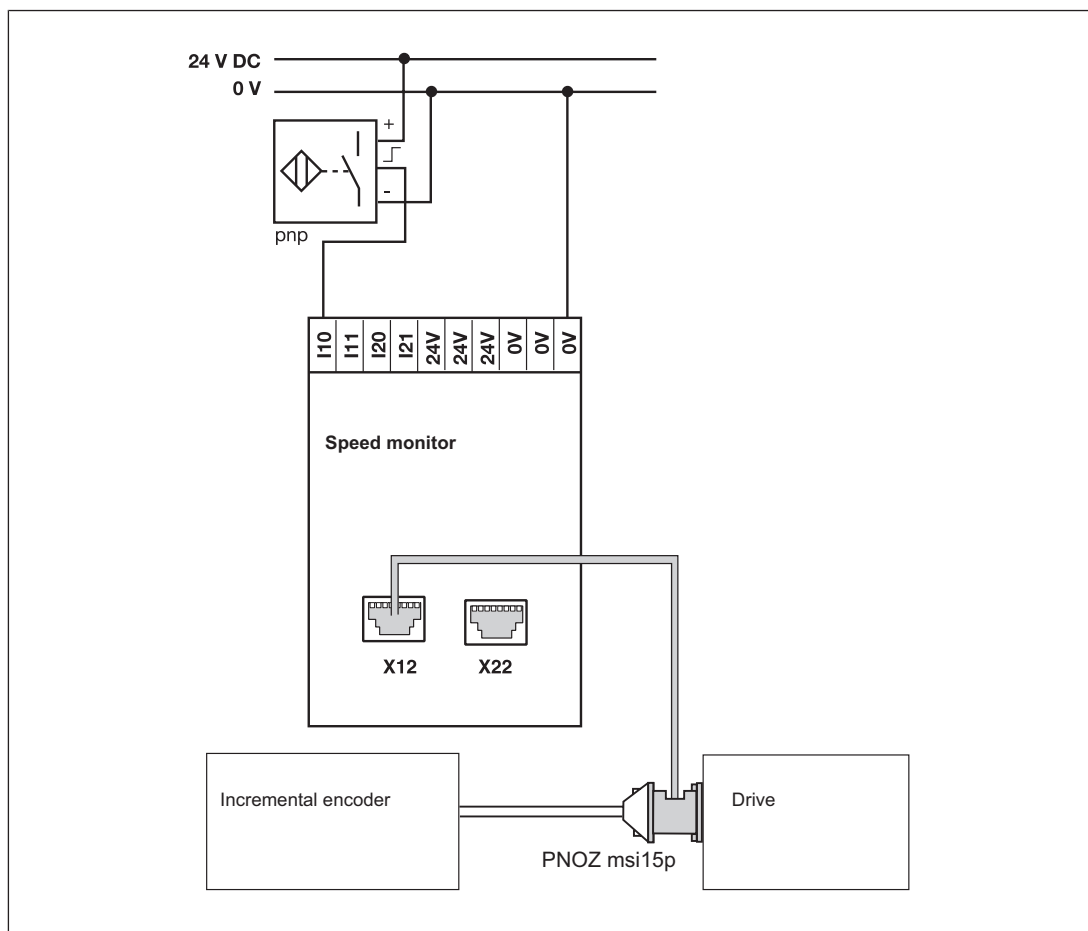 24 V DC
0 V
+
-
pnp
I10 I11 I20 I21 24V 24V 24V 0V 0V 0V
Speed monitor
X12 X22
Incremental encoder
Drive
PNOZ msi15p